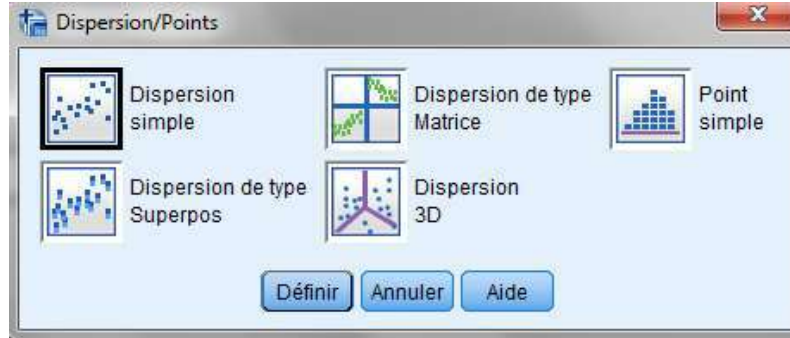 Dispersion/Points
Dispersion
simple
Dispersion de type
Matrice
Point
simple
Dispersion de type
Superpos
Dispersion
3D
Définir
Annuler
Aide